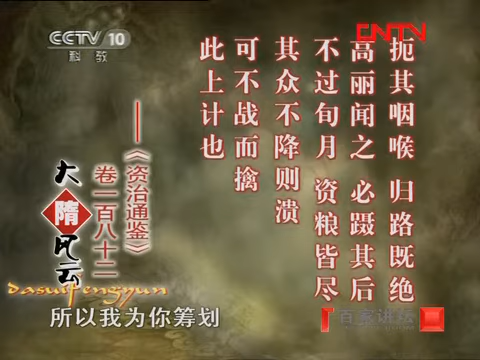 CCTV 10
科教
CNTV
扼其咽喉 归路既绝
高丽闻之 必蹑其后
不过旬月 资粮皆尽
其众不降则溃
可不战而擒
此上计也
——《资治通鉴》
卷二百八十二
大隋风云
dasuifengyun
所以我为你筹划
百家讲坛